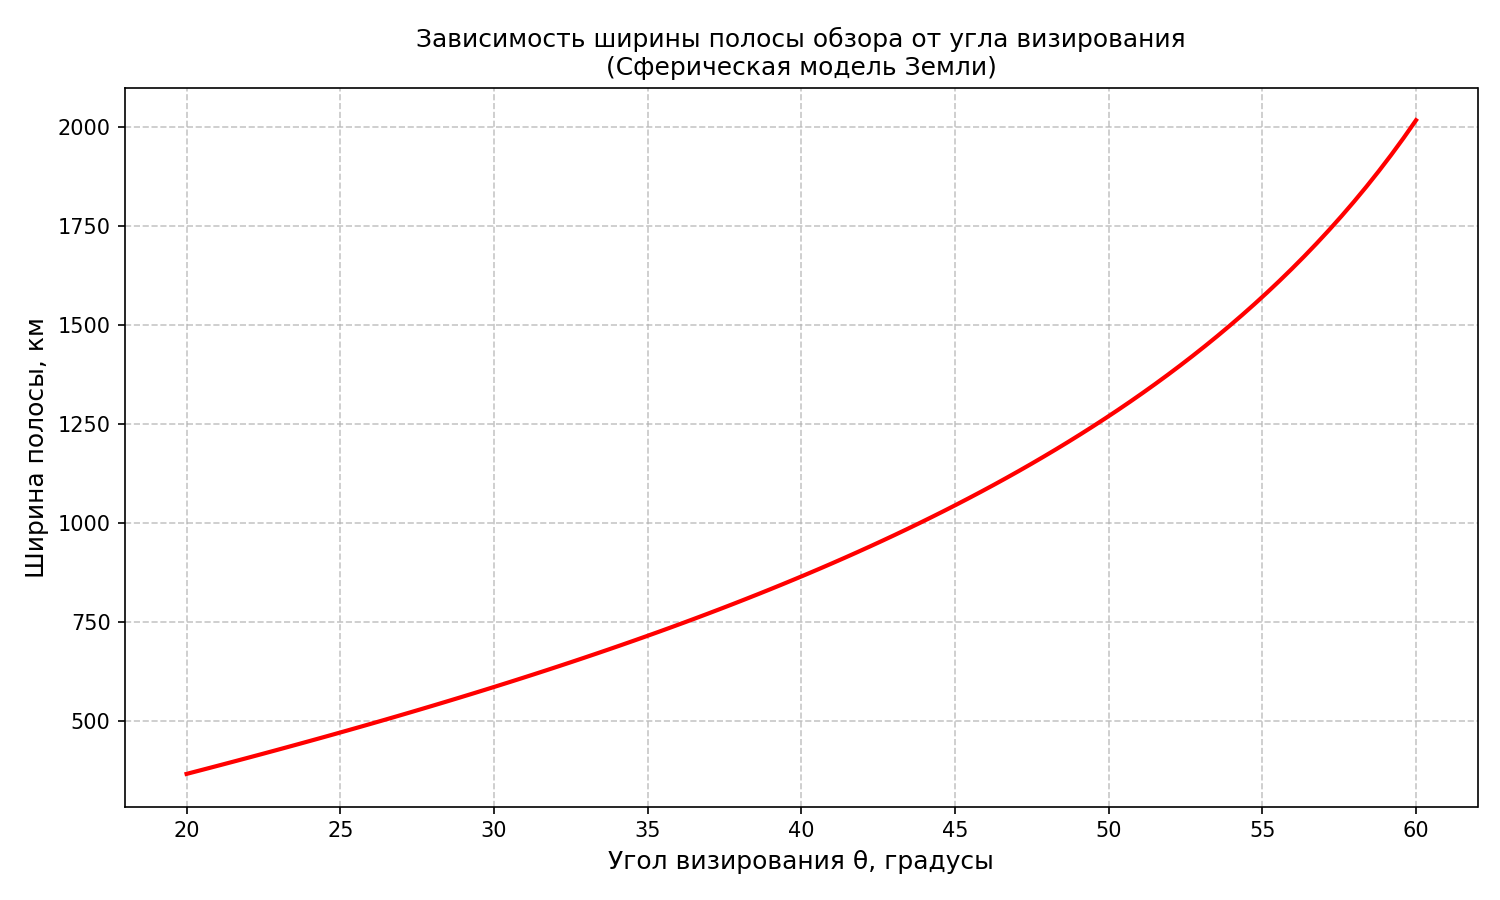 Зависимость ширины полосы обзора от угла визирования
(Сферическая модель Земли)
Ширина полосы, км
2000
1750
1500
1250
1000
750
500
20 25 30 35 40 45 50 55 60
Угол визирования θ, градусы